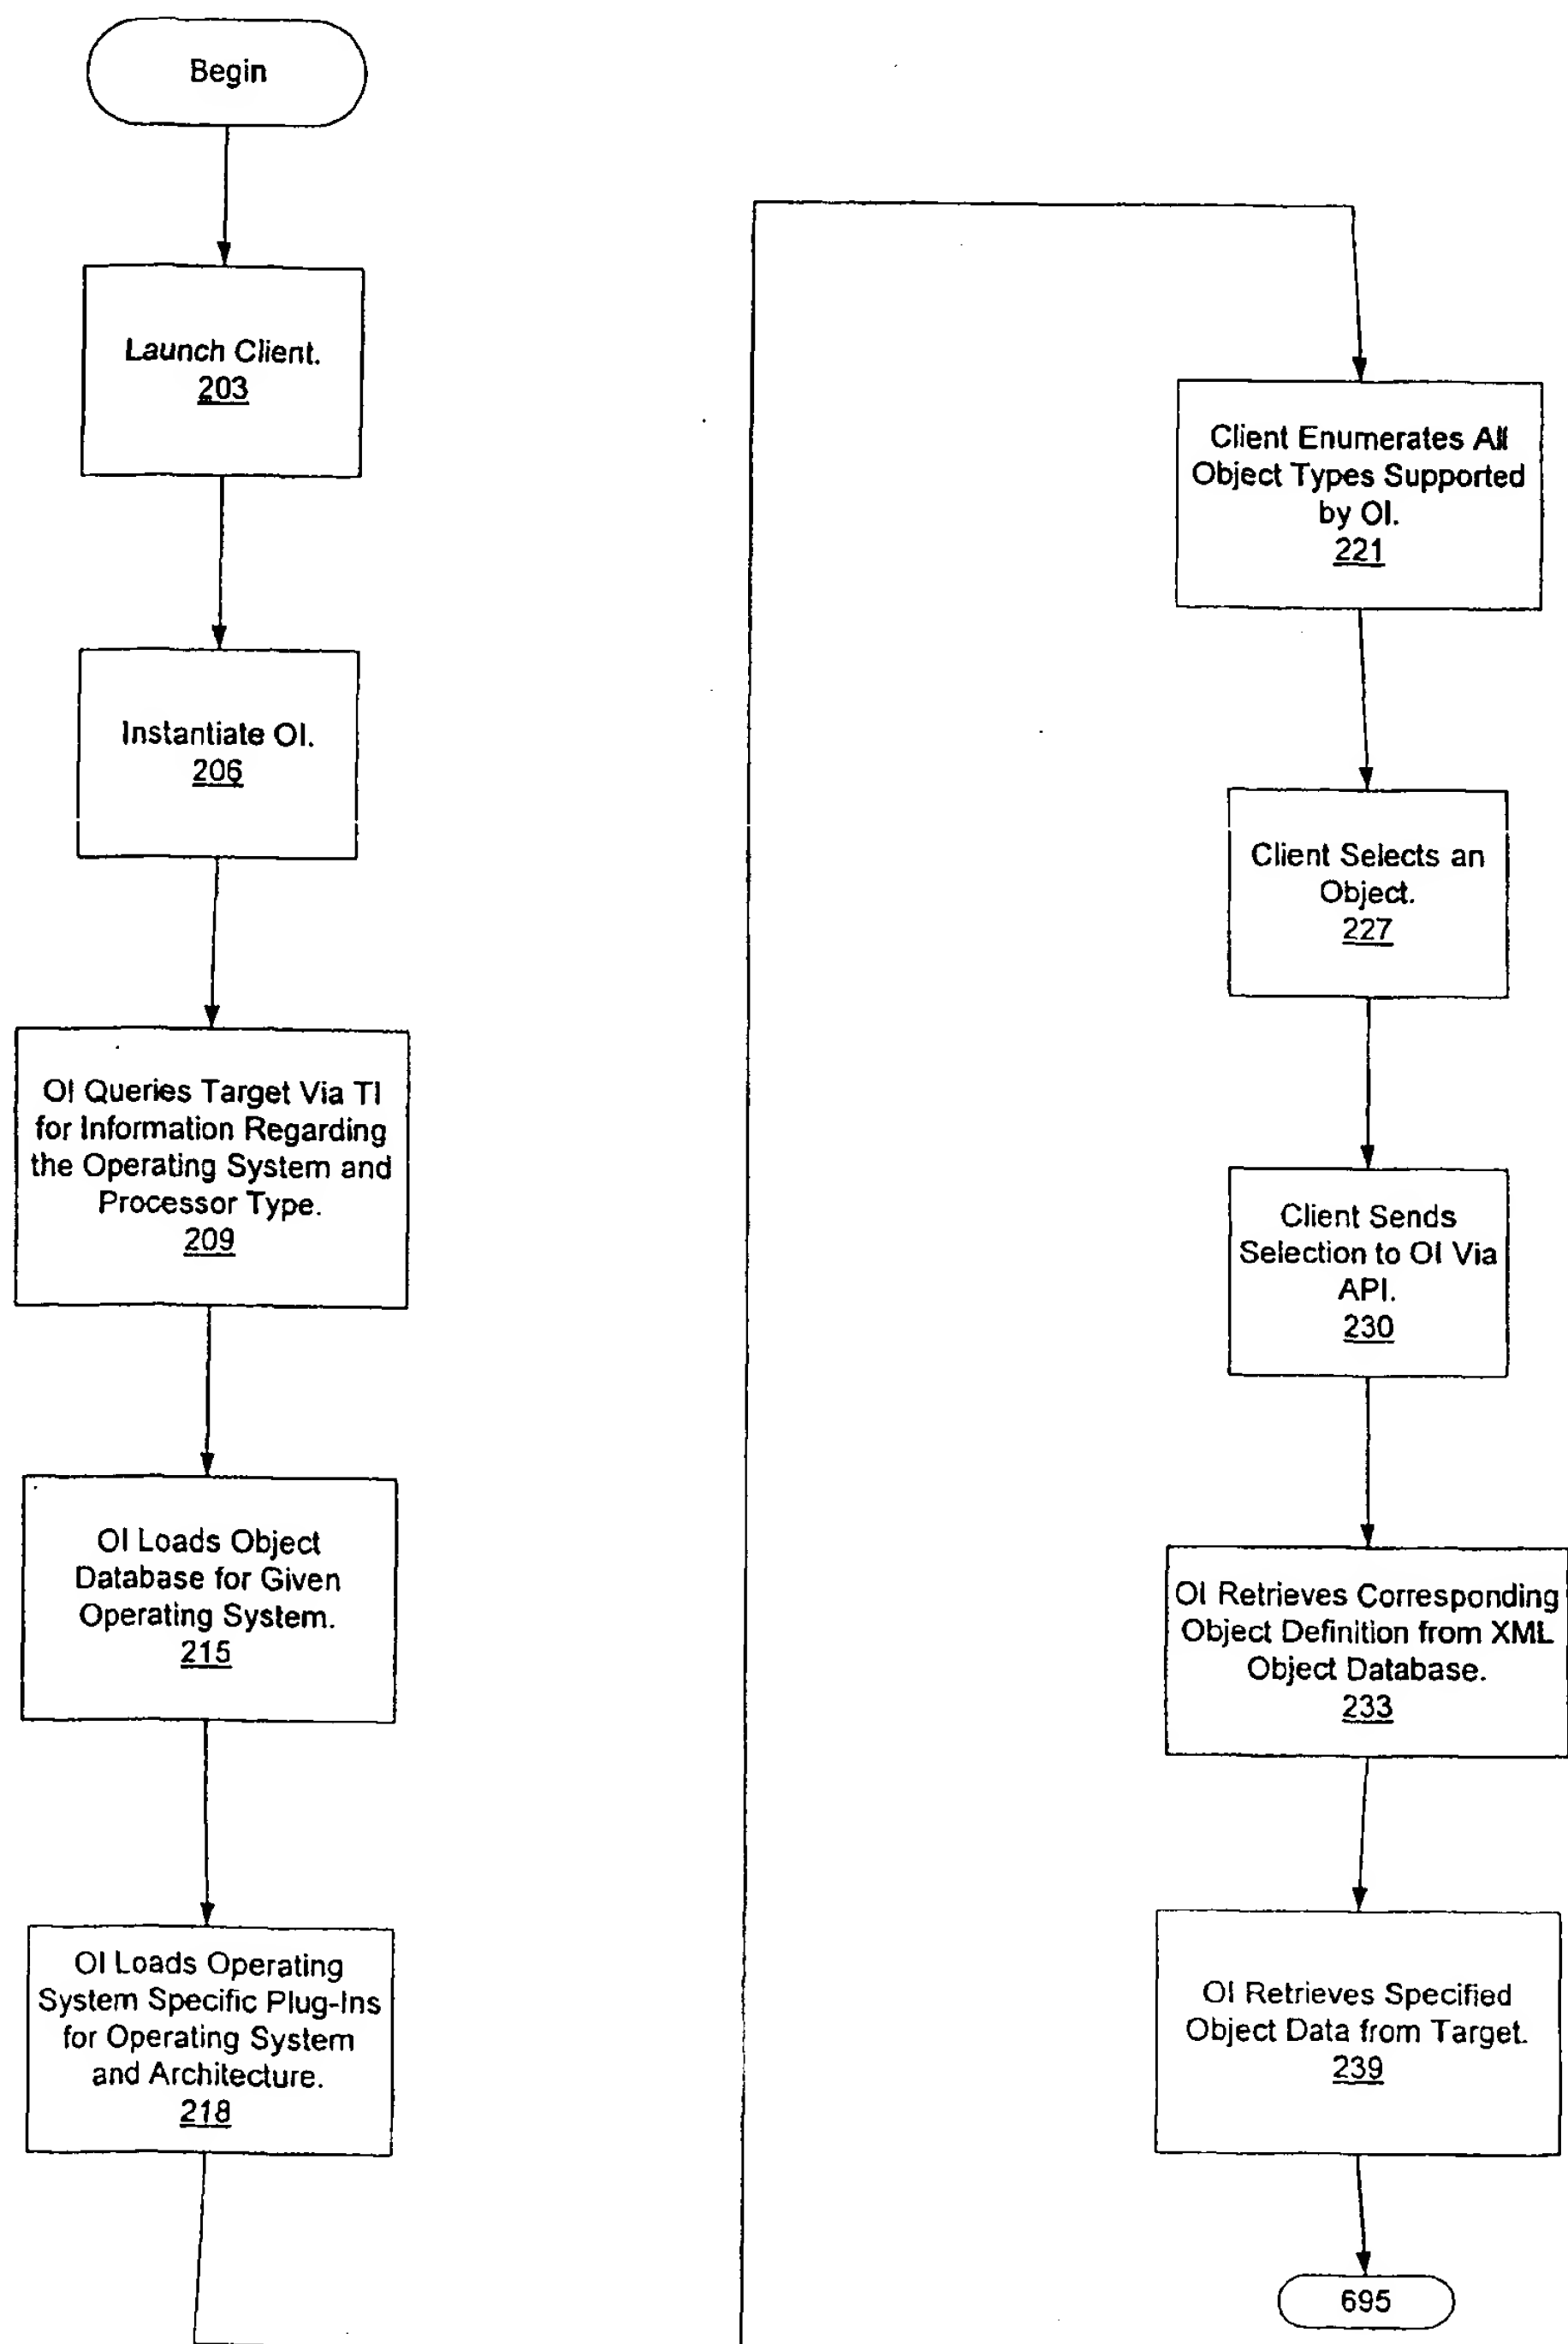 Begin
Launch Client.
203
Instantiate OI.
206
OI Queries Target Via TI
for Information Regarding
the Operating System and
Processor Type.
209
OI Loads Object
Database for Given
Operating System.
215
OI Loads Operating
System Specific Plug-Ins
for Operating System
and Architecture.
218
Client Enumerates All
Object Types Supported
by OI.
221
Client Selects an
Object.
227
Client Sends
Selection to OI Via
API.
230
OI Retrieves Corresponding
Object Definition from XML
Object Database.
233
OI Retrieves Specified
Object Data from Target.
239
695